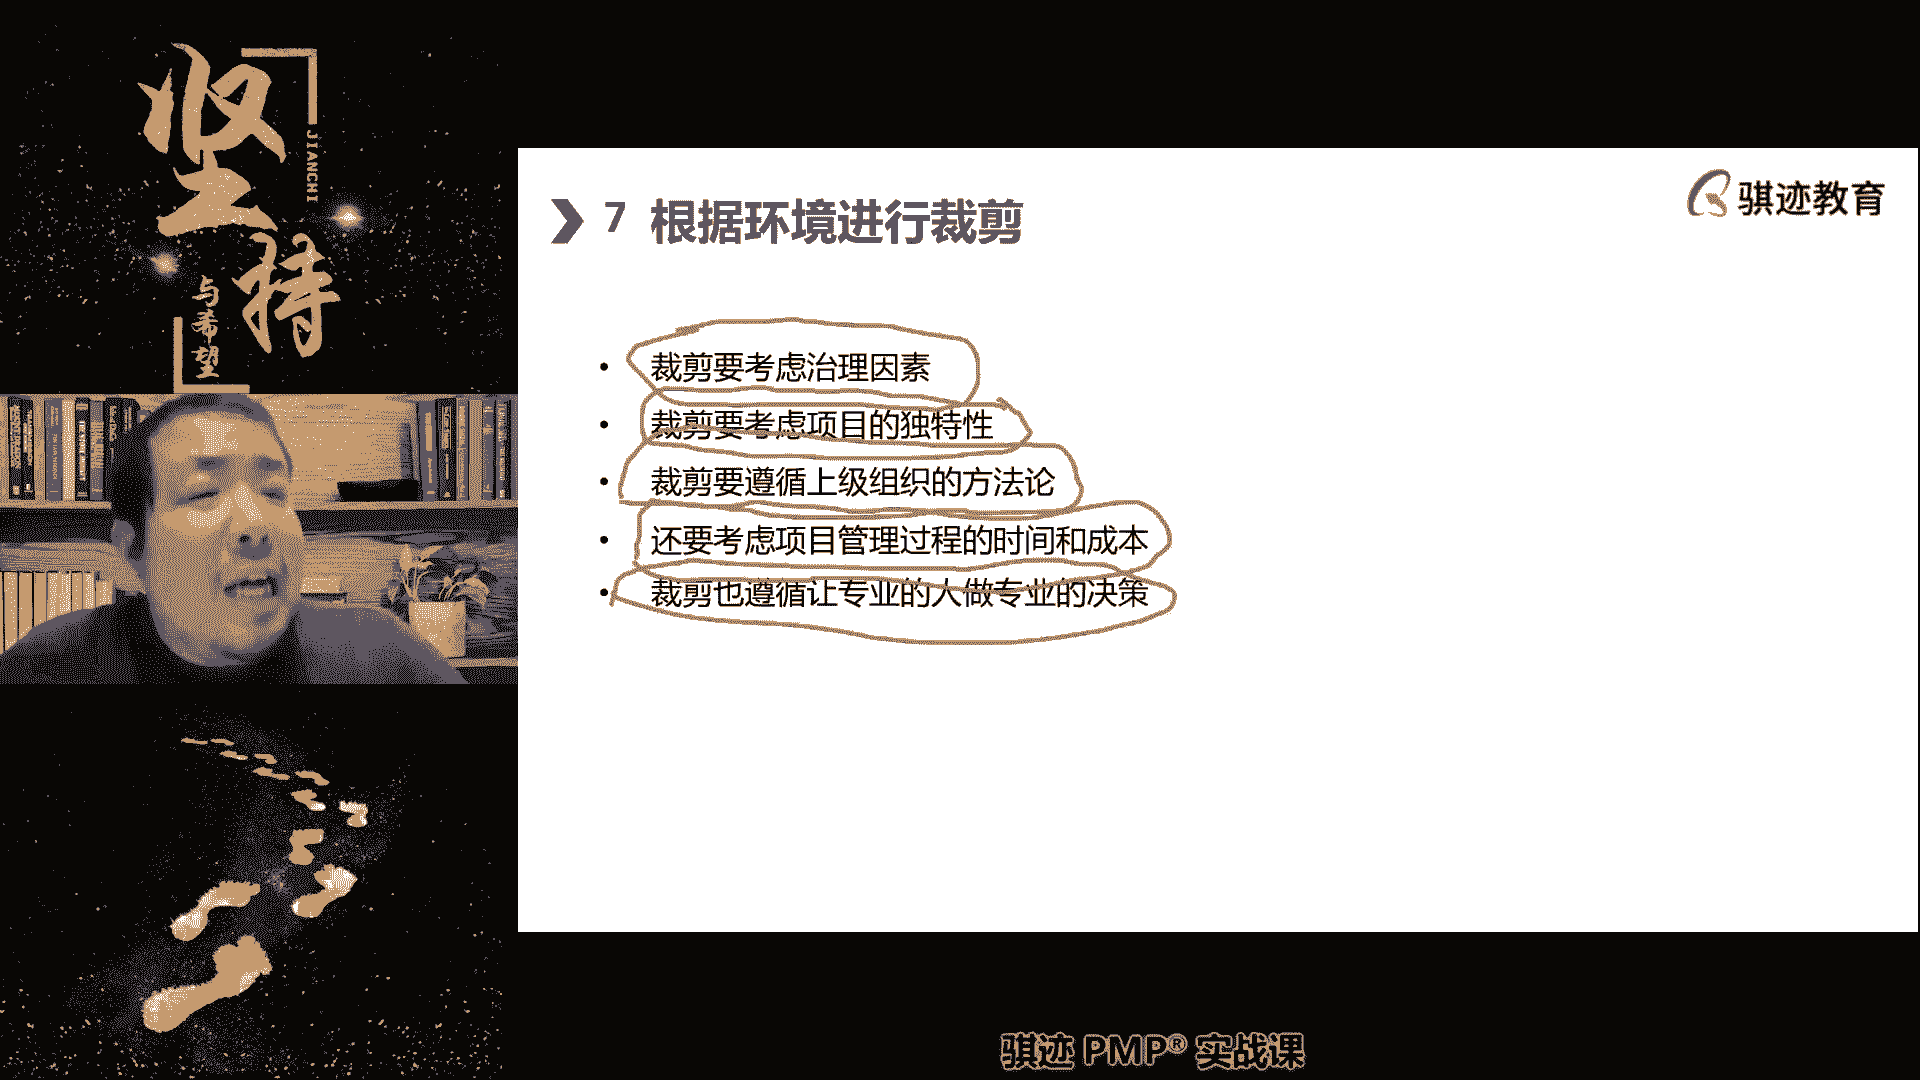 坚持
JIANCHI
与希望
7 根据环境进行裁剪
骐迹教育
• 裁剪要考虑治理因素
• 裁剪要考虑项目的独特性
• 裁剪要遵循上级组织的方法论
• 还要考虑项目管理过程的时间和成本
• 裁剪也遵循让专业的人做专业的决策
骐迹 PMP® 实战课